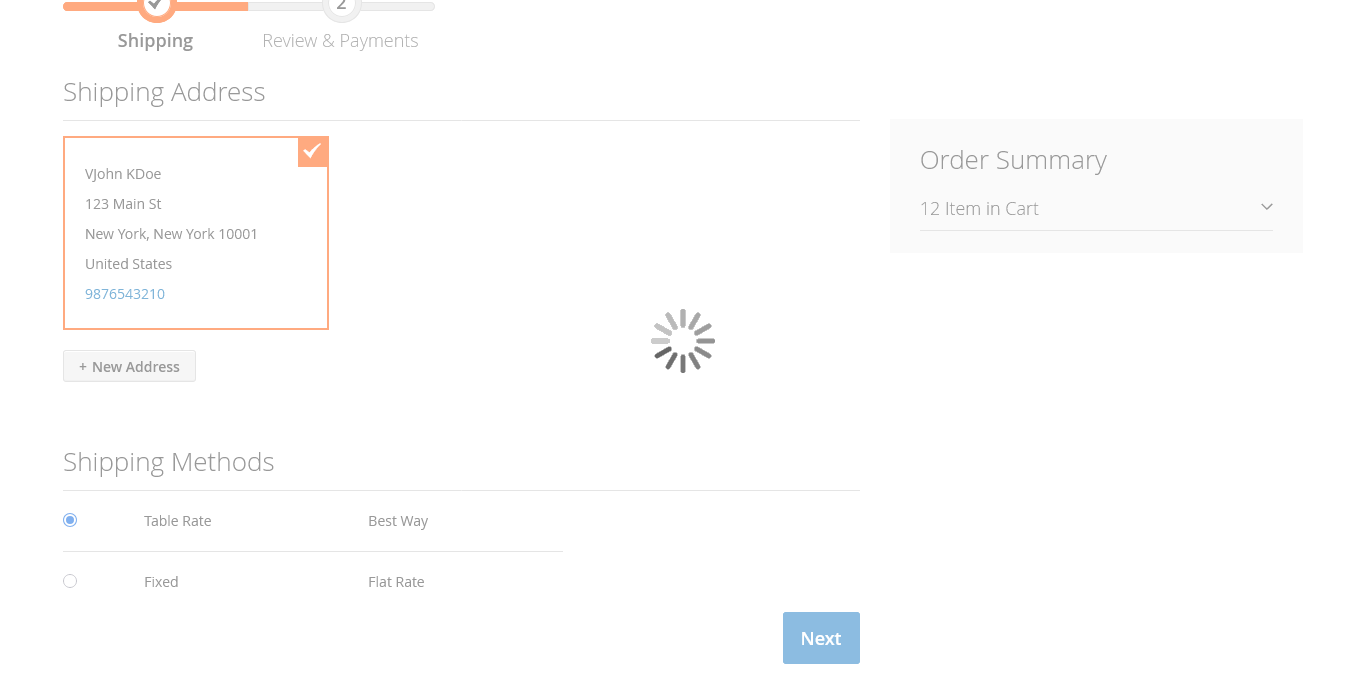 2
Shipping
Review & Payments
Shipping Address
VJohn KDoe
123 Main St
New York, New York 10001
United States
9876543210
+ New Address
Order Summary
12 Item in Cart
Shipping Methods
Table Rate Best Way
Fixed Flat Rate
Next